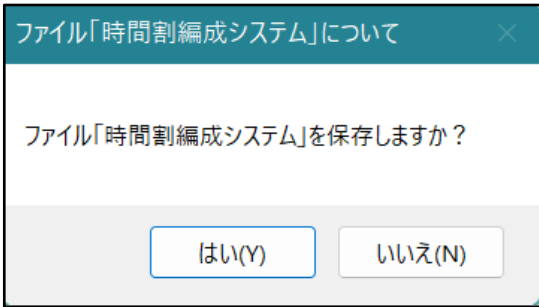 ファイル「時間割編成システム」について
ファイル「時間割編成システム」を保存しますか？
はい(Y)
いいえ(N)